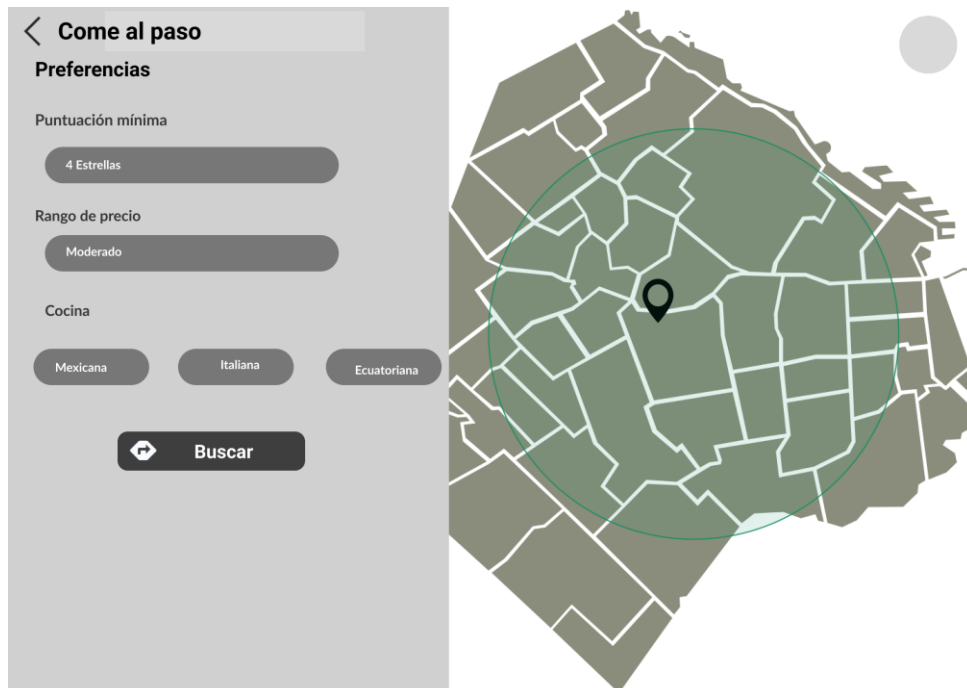 Come al paso
Preferencias
Puntuación mínima
4 Estrellas
Rango de precio
Moderado
Cocina
Mexicana Italiana Ecuatoriana
Buscar